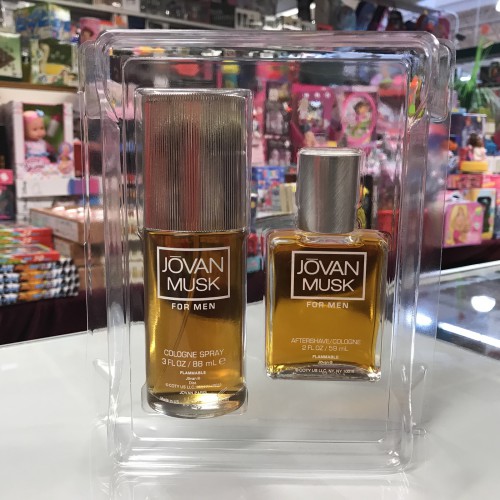 JŌVAN
MUSK
FOR MEN
COLOGNE SPRAY
3 FL OZ / 88 mL e
FLAMMABLE
JŌVAN
MUSK
FOR MEN
AFTERSHAVE/COLOGNE
2 FL OZ / 59 mL
FLAMMABLE